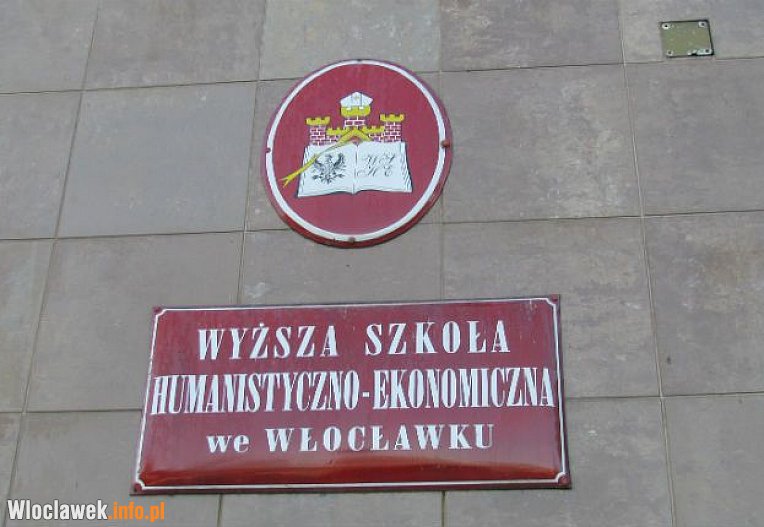 W S
H E
WYŻSZA SZKOŁA
HUMANISTYCZNO-EKONOMICZNA
we WŁOCŁAWKU
Wloclawek.info.pl